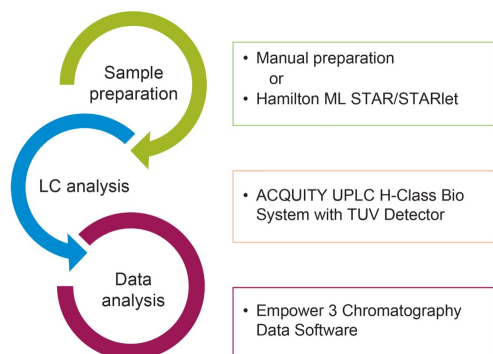 Sample
preparation
• Manual preparation
or
• Hamilton ML STAR/STARlet
LC analysis
• ACQUITY UPLC H-Class Bio
System with TUV Detector
Data
analysis
• Empower 3 Chromatography
Data Software